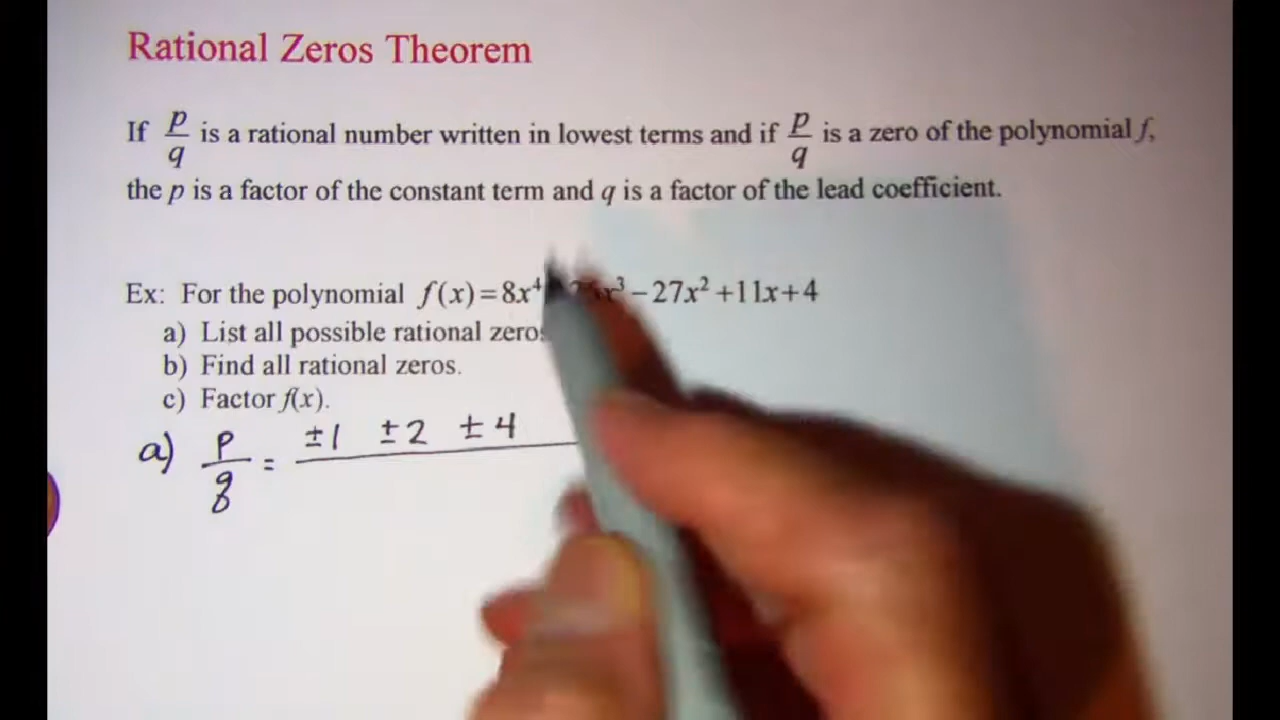 Rational Zeros Theorem
If p/q is a rational number written in lowest terms and if p/q is a zero of the polynomial f,
the p is a factor of the constant term and q is a factor of the lead coefficient.
Ex: For the polynomial f(x)=8x⁴ x³ −27x² +11x+4
a) List all possible rational zeros
b) Find all rational zeros.
c) Factor f(x).
a) p/q = ±1 ±2 ±4